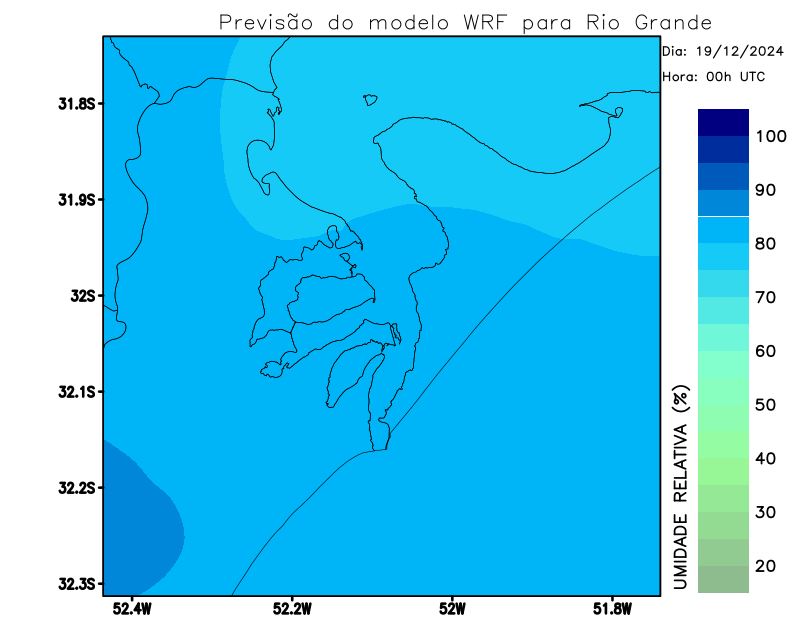 Previsão do modelo WRF para Rio Grande
Dia: 19/12/2024
Hora: 00h UTC
31.8S
31.9S
32S
32.1S
32.2S
32.3S
52.4W
52.2W
52W
51.8W
100
90
80
70
60
50
40
30
20
UMIDADE RELATIVA (%)